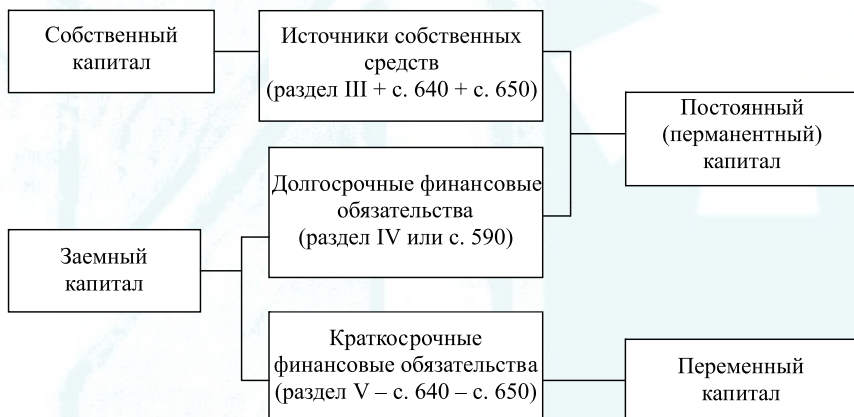 Собственный
капитал
Источники собственных
средств
(раздел III + с. 640 + с. 650)
Постоянный
(перманентный)
капитал
Долгосрочные финансовые
обязательства
(раздел IV или с. 590)
Заемный
капитал
Краткосрочные
финансовые обязательства
(раздел V – с. 640 – с. 650)
Переменный
капитал